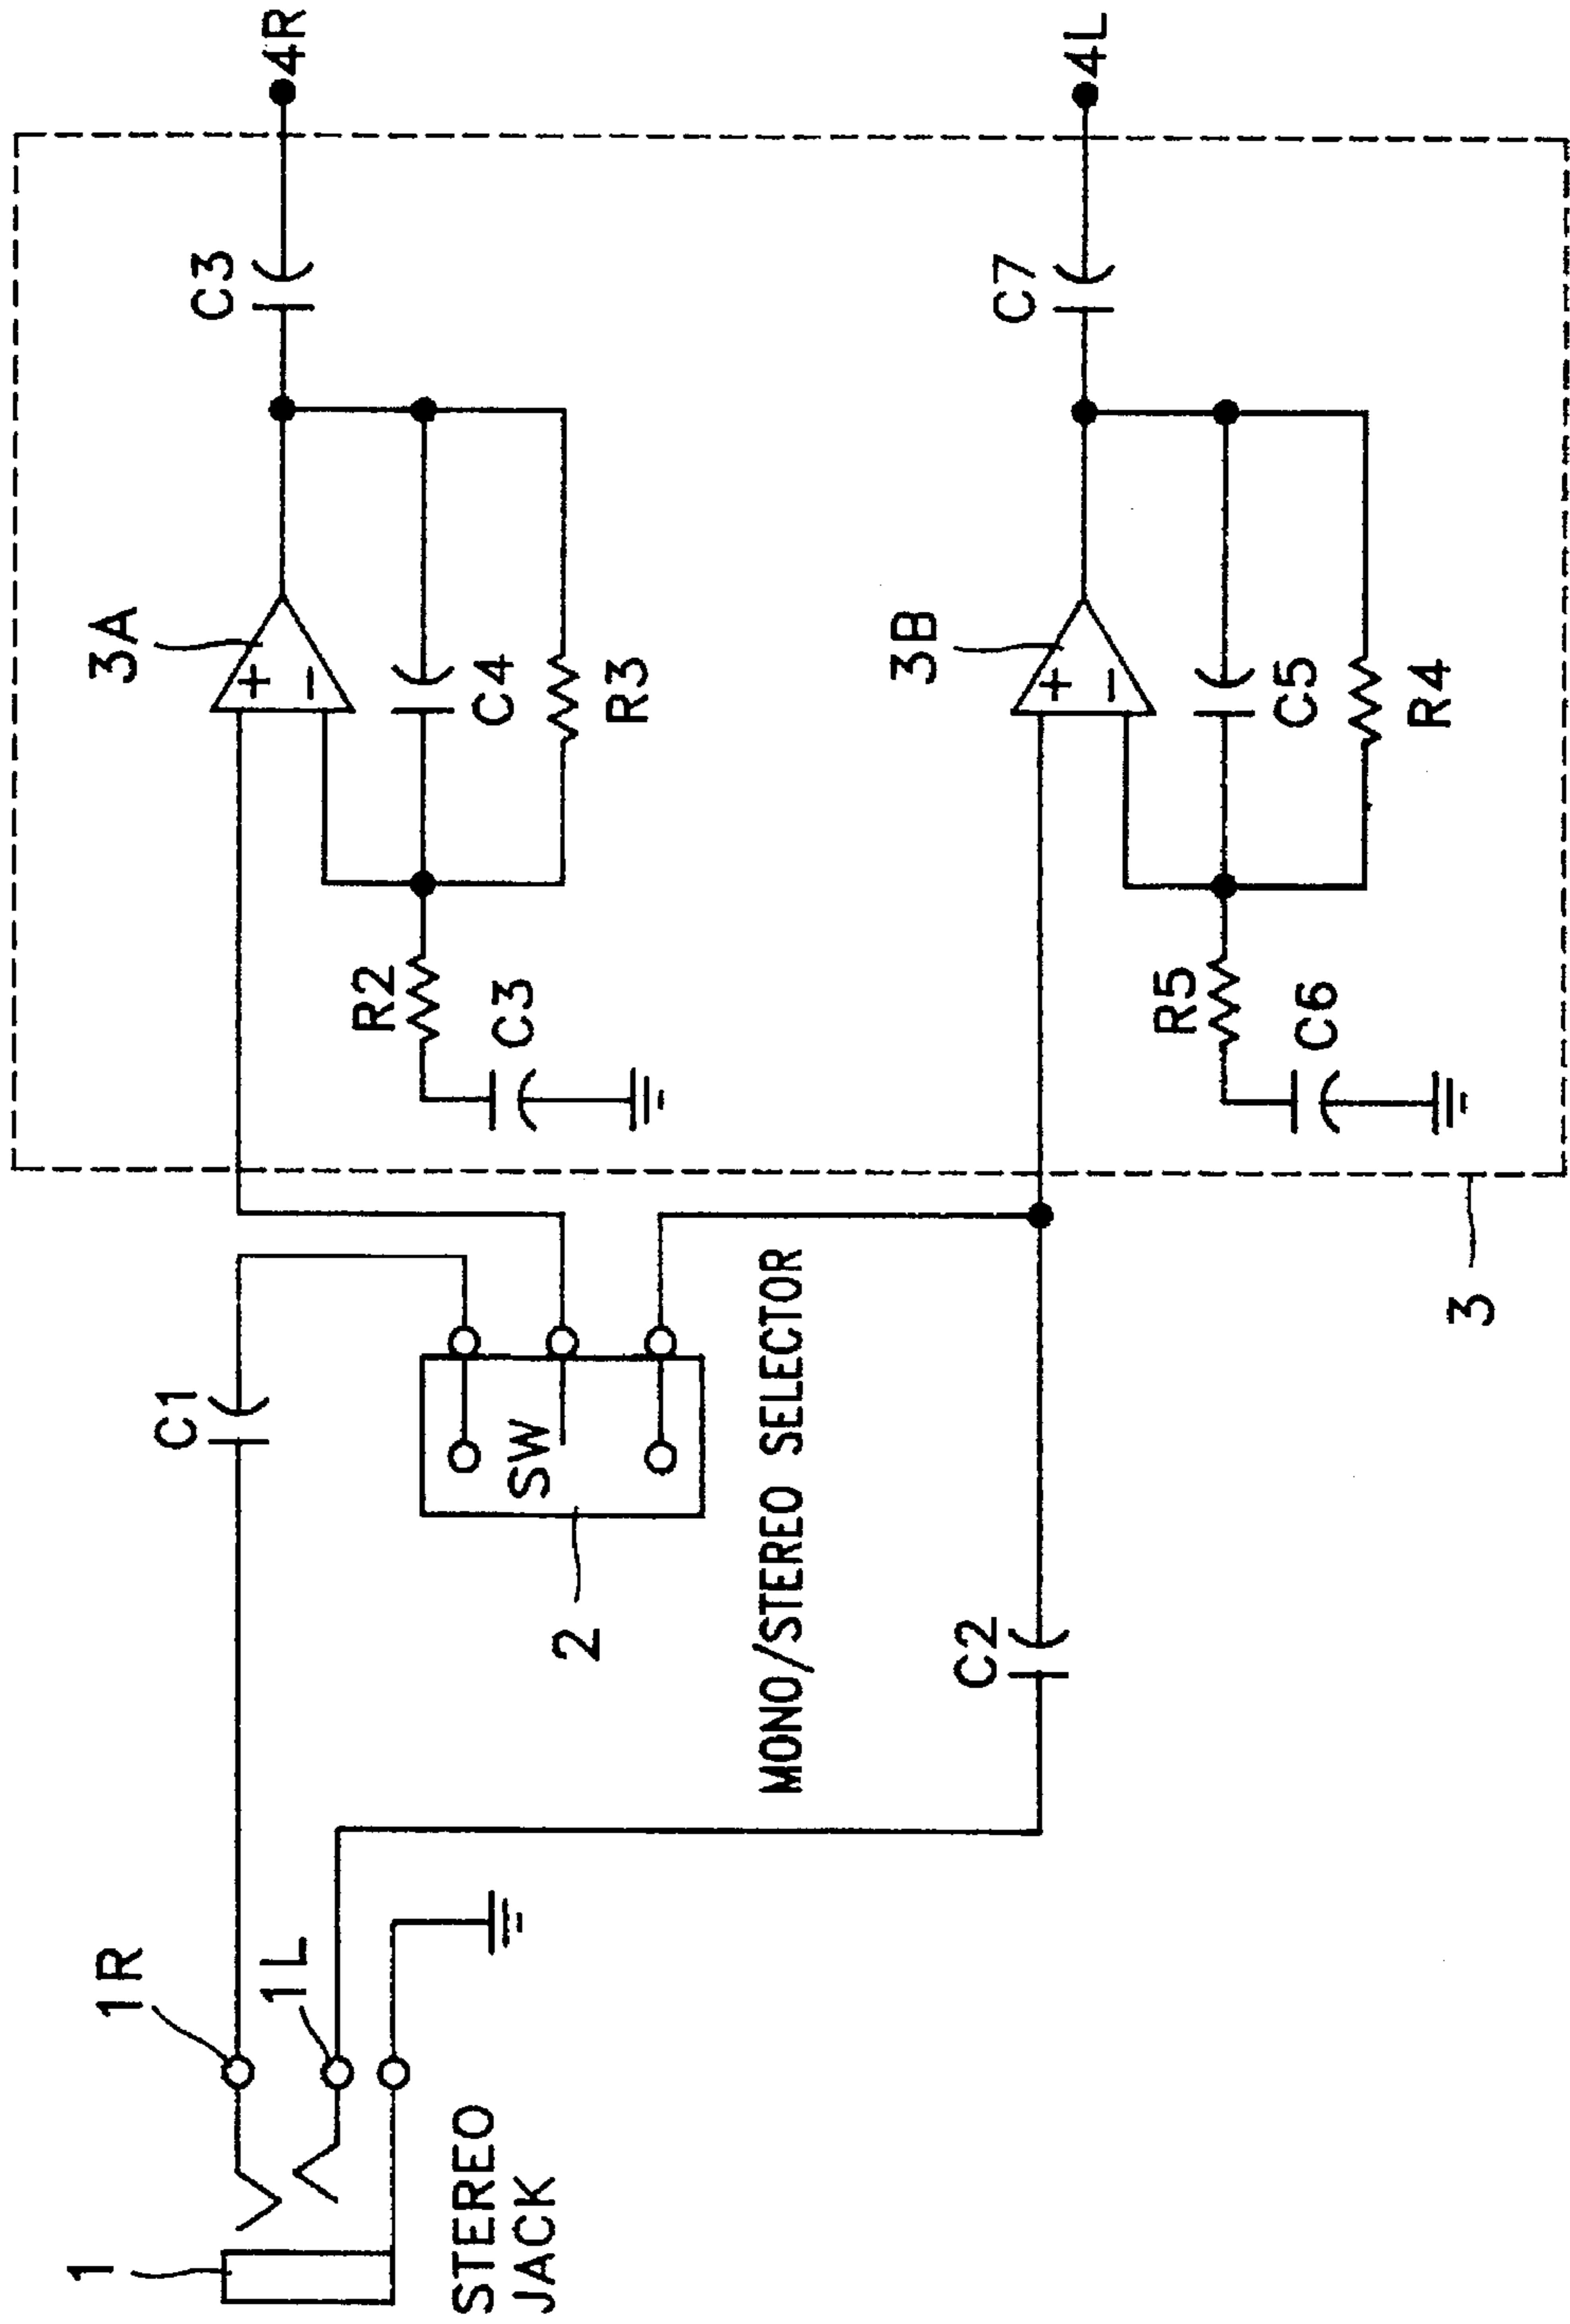 1
STEREO
JACK
1R
1L
C1
SW
2
MONO/STEREO SELECTOR
C2
3
3A
+
−
R2
C3
C4
R3
C3
4R
3B
+
−
R5
C6
C5
R4
C7
4L